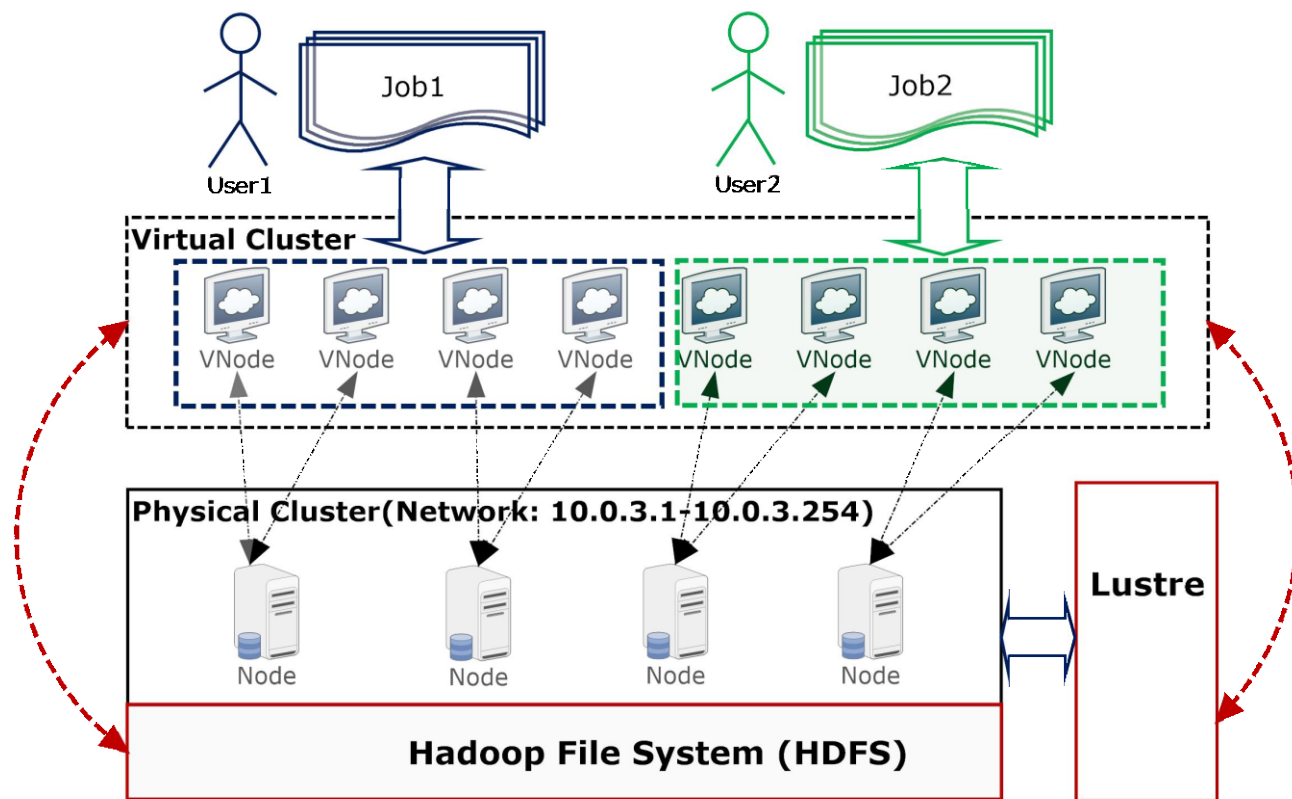 Job1
Job2
User1
User2
Virtual Cluster
VNode
VNode
VNode
VNode
VNode
VNode
VNode
VNode
Physical Cluster(Network: 10.0.3.1-10.0.3.254)
Lustre
Node
Node
Node
Node
Hadoop File System (HDFS)